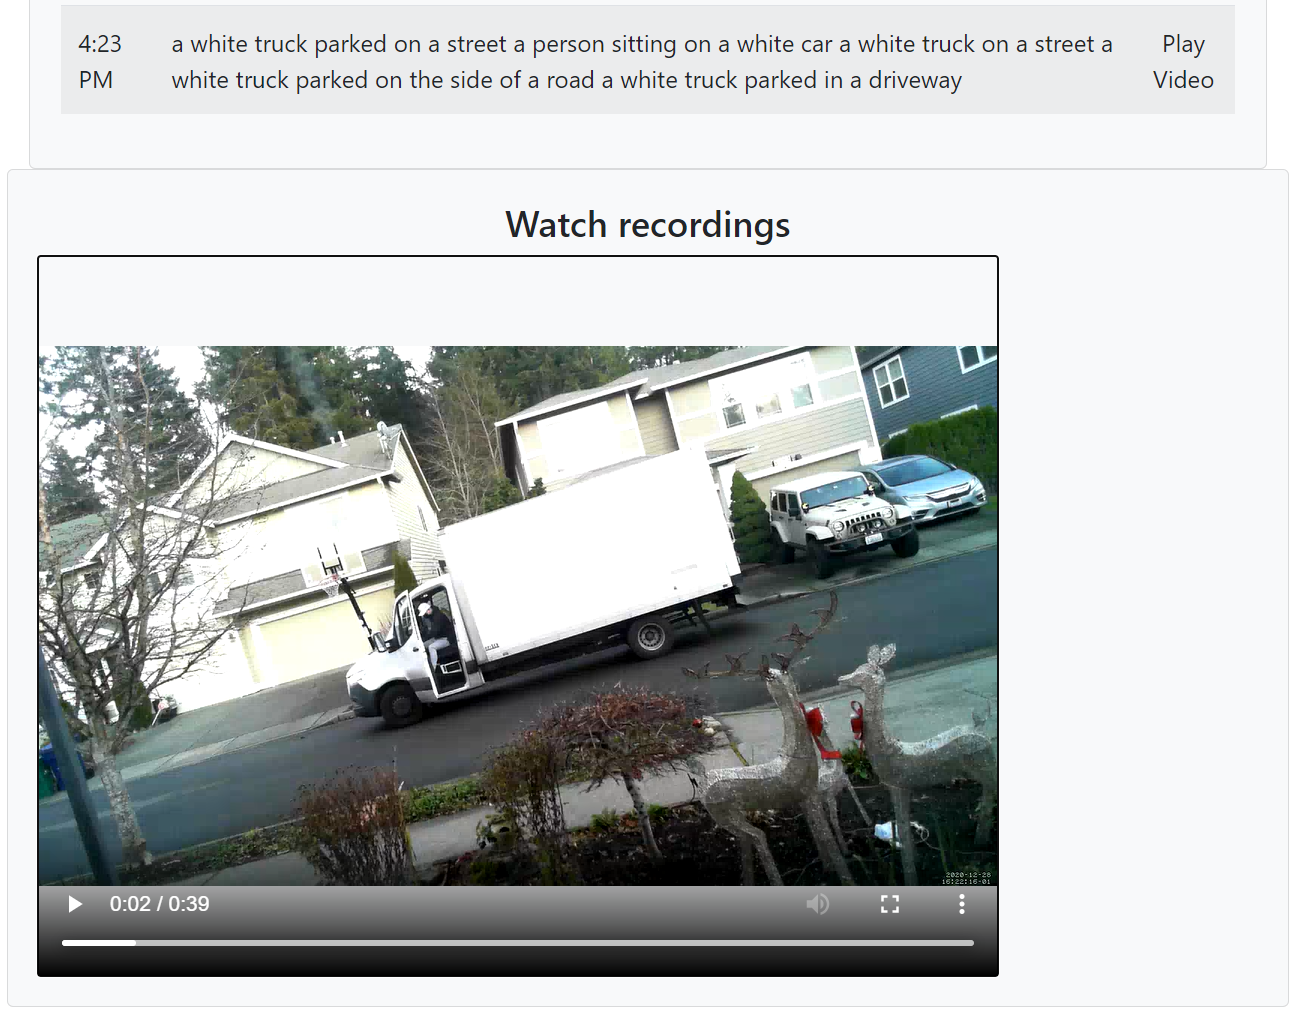 4:23 a white truck parked on a street a person sitting on a white car a white truck on a street a Play
PM white truck parked on the side of a road a white truck parked in a driveway Video
Watch recordings
2020-12-28
16:22:16-01
0:02 / 0:39